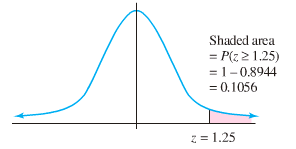 Shaded area
= P(z ≥ 1.25)
= 1 – 0.8944
= 0.1056
z = 1.25